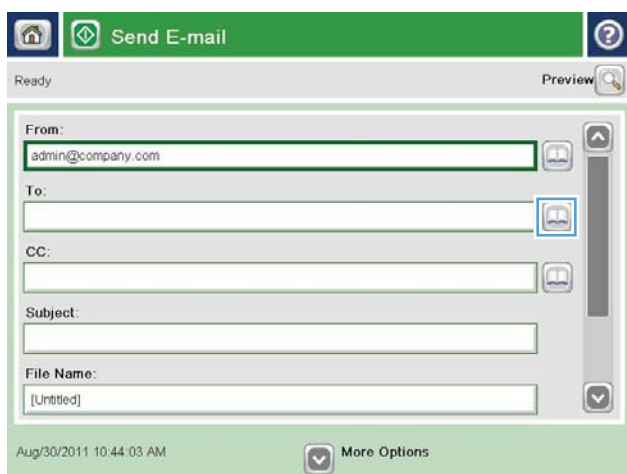 Send E-mail
Ready Preview
From:
admin@company.com
To:
CC:
Subject:
File Name:
[Untitled]
Aug/30/2011 10:44:03 AM More Options